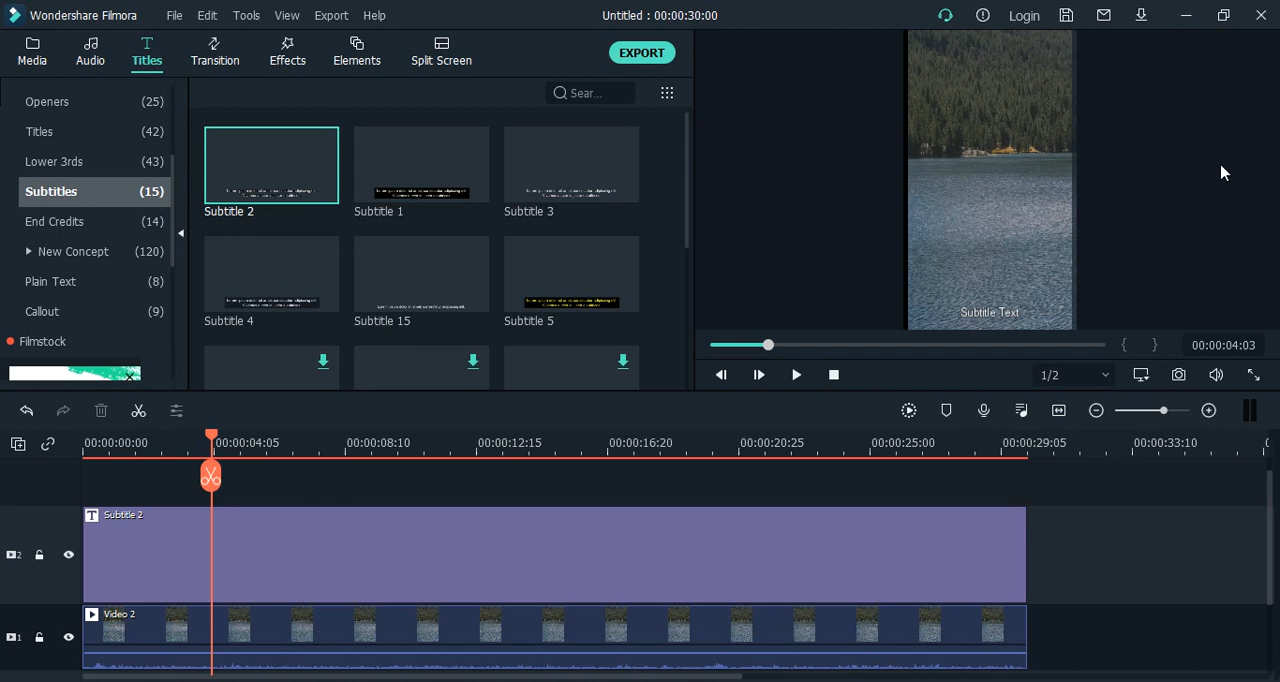 Wondershare Filmora
File Edit Tools View Export Help
Untitled : 00:00:30:00
Login
Media Audio Titles Transition Effects Elements Split Screen
EXPORT
Openers (25)
Titles (42)
Lower 3rds (43)
Subtitles (15)
End Credits (14)
New Concept (120)
Plain Text (8)
Callout (9)
Filmstock
Sear...
Subtitle 2 Subtitle 1 Subtitle 3
Subtitle 4 Subtitle 15 Subtitle 5
Subtitle Text
{ } 00:00:04:03
1/2
00:00:00:00 00:00:04:05 00:00:08:10 00:00:12:15 00:00:16:20 00:00:20:25 00:00:25:00 00:00:29:05 00:00:33:10
T Subtitle 2
2
Video 2
1